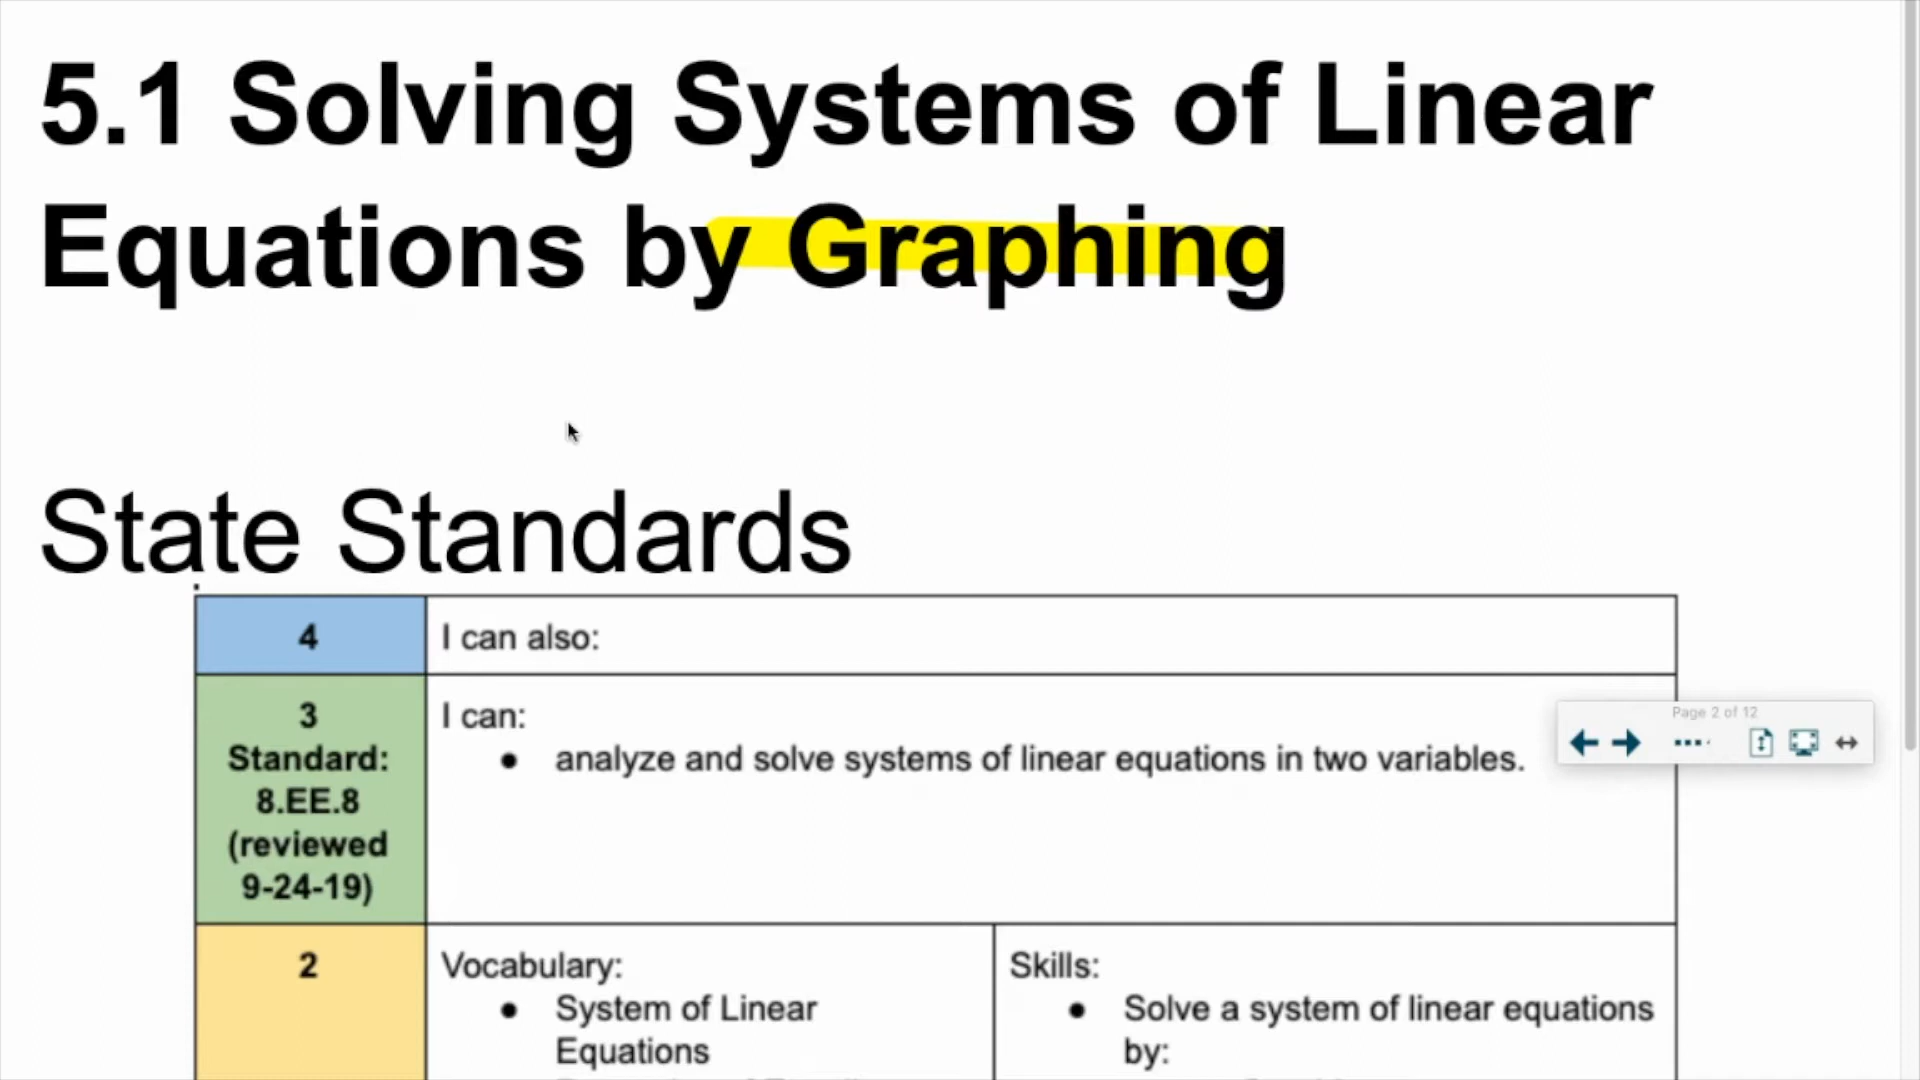 5.1 Solving Systems of Linear
Equations by Graphing
State Standards
4
I can also:
3
Standard:
8.EE.8
(reviewed
9-24-19)
I can:
● analyze and solve systems of linear equations in two variables.
Page 2 of 12
2
Vocabulary:
● System of Linear
Equations
Skills:
● Solve a system of linear equations
by: